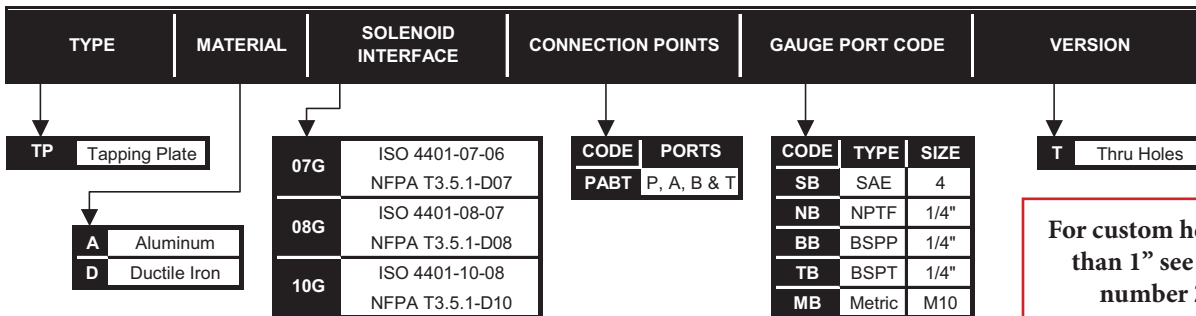 TYPE
MATERIAL
SOLENOID
INTERFACE
CONNECTION POINTS
GAUGE PORT CODE
VERSION
TP Tapping Plate
A Aluminum
D Ductile Iron
07G ISO 4401-07-06
NFPA T3.5.1-D07
08G ISO 4401-08-07
NFPA T3.5.1-D08
10G ISO 4401-10-08
NFPA T3.5.1-D10
CODE PORTS
PABT P, A, B & T
CODE TYPE SIZE
SB SAE 4
NB NPTF 1/4"
BB BSPP 1/4"
TB BSPT 1/4"
MB Metric M10
T Thru Holes
For custom
than 1” see
number